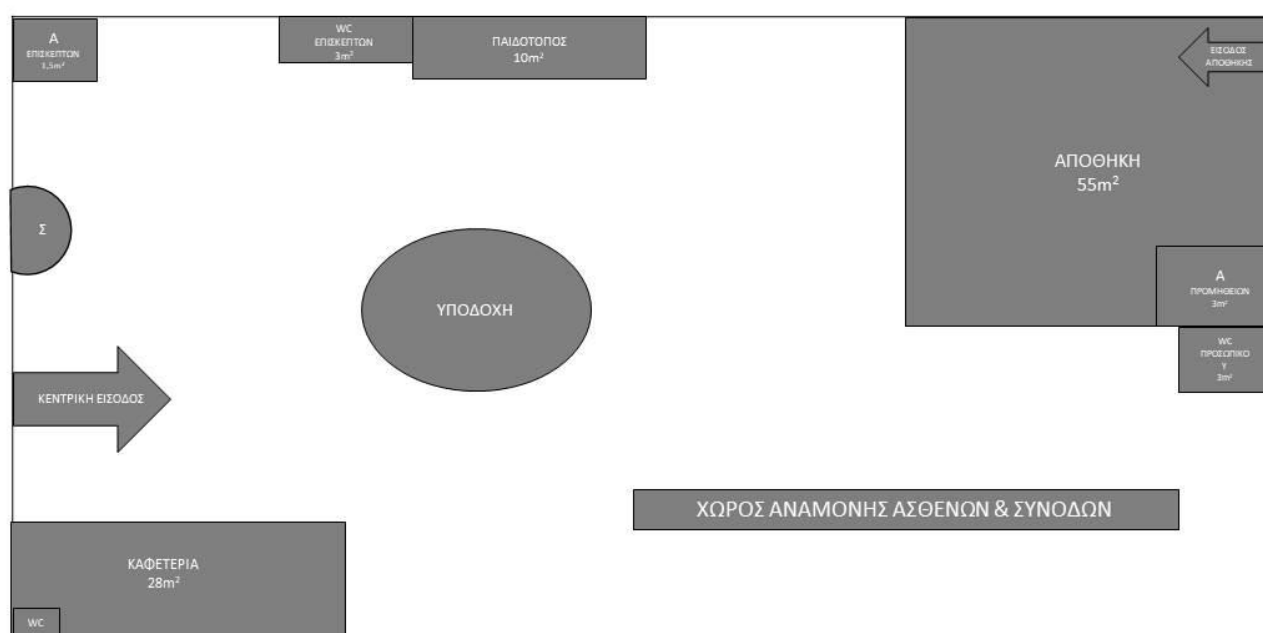 Α
ΕΠΙΣΚΕΠΤΩΝ
1,5m²
WC
ΕΠΙΣΚΕΠΤΩΝ
3m²
ΠΑΙΔΟΤΟΠΟΣ
10m²
ΕΙΣΟΔΟΣ
ΑΠΟΘΗΚΗΣ
ΑΠΟΘΗΚΗ
55m²
Σ
ΥΠΟΔΟΧΗ
Α
ΠΡΟΜΗΘΕΙΩΝ
3m²
WC
ΠΡΟΣΩΠΙΚΟ
Υ
3m²
ΚΕΝΤΡΙΚΗ ΕΙΣΟΔΟΣ
ΧΩΡΟΣ ΑΝΑΜΟΝΗΣ ΑΣΘΕΝΩΝ & ΣΥΝΟΔΩΝ
ΚΑΦΕΤΕΡΙΑ
28m²
WC